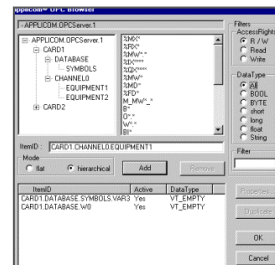 applicom® OPC Browser
APPLICOM.OPCServer.1
APPLICOM.OPCServer.1
CARD1
DATABASE
SYMBOLS
CHANNEL0
EQUIPMENT1
EQUIPMENT2
CARD2
%MX*
%MW*.*
%MW*
%MD*
%FD*
M_MW*_*
B*
O*.*
W*.*
BI*
Filters
AccessRights
R / W
Read
Write
DataType
All
BOOL
BYTE
short
long
float
String
Filter
ItemID : CARD1.CHANNEL0.EQUIPMENT1
Mode
flat
hierarchical
Add
Remove
ItemID Active DataType
CARD1.DATABASE.SYMBOLS.VAR3 Yes VT_EMPTY
CARD1.DATABASE.W0 Yes VT_EMPTY
Properties
Duplicate
OK
Cancel